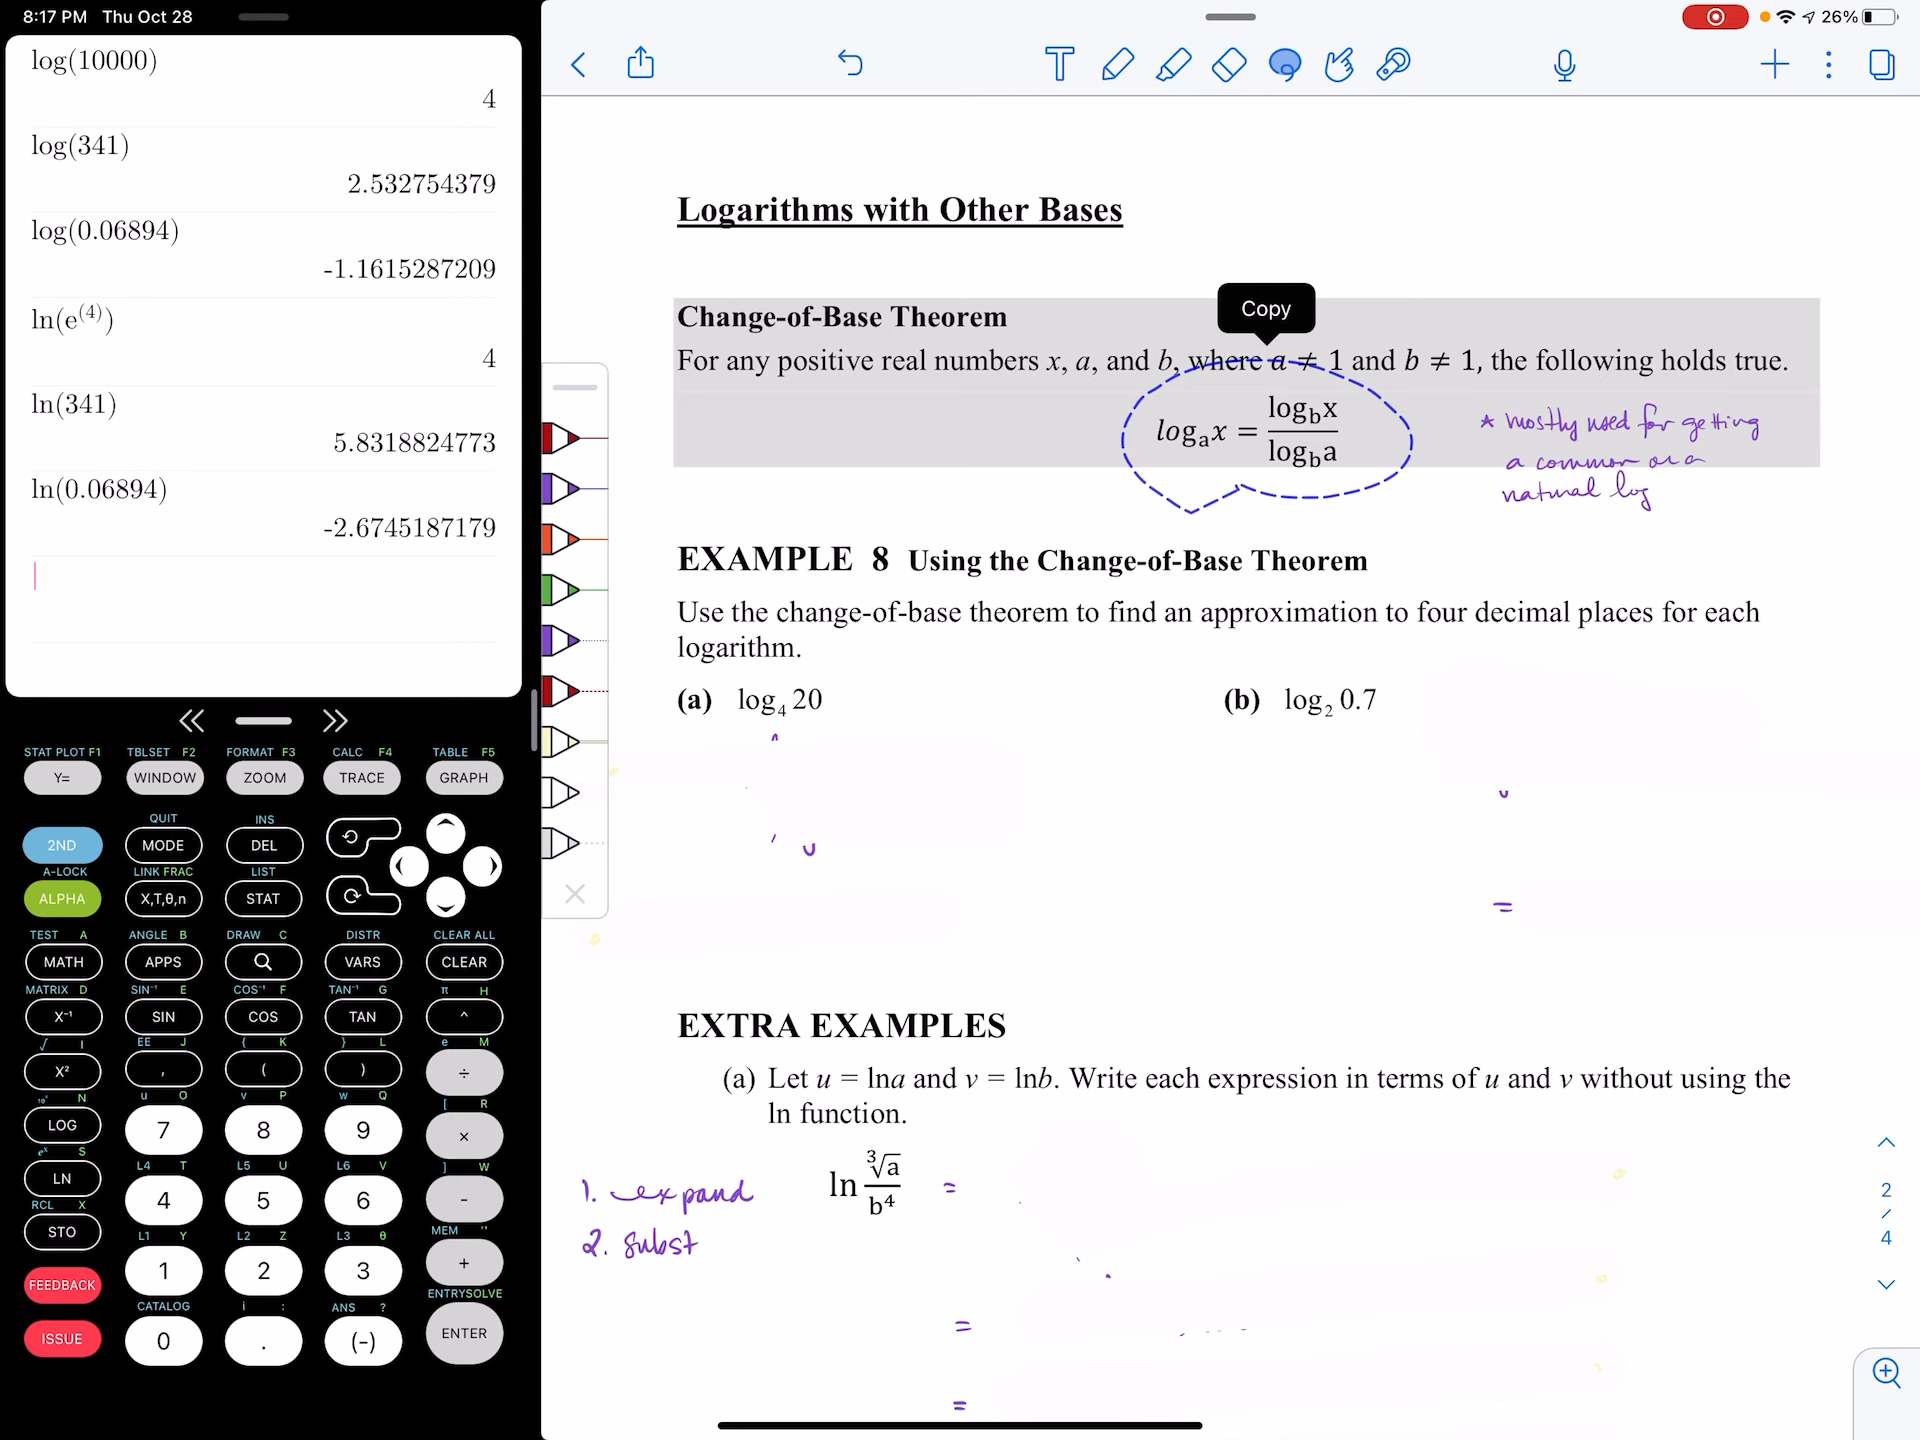 8:17 PM Thu Oct 28
26%
log(10000)
4
log(341)
2.532754379
log(0.06894)
-1.1615287209
ln(e^(4))
4
ln(341)
5.8318824773
ln(0.06894)
-2.6745187179
STAT PLOT F1 TBLSET F2 FORMAT F3 CALC F4 TABLE F5
Y= WINDOW ZOOM TRACE GRAPH
QUIT INS
2ND MODE DEL
A-LOCK LINK FRAC LIST
ALPHA X,T,θ,n STAT
TEST A ANGLE B DRAW C DISTR CLEAR ALL
MATH APPS VARS CLEAR
MATRIX D SIN⁻¹ E COS⁻¹ F TAN⁻¹ G π H
X⁻¹ SIN COS TAN ^
√ I EE J { K } L e M
X² , ( ) ÷
10ˣ N u O v P w Q [ R
LOG 7 8 9 ×
eˣ S L4 T L5 U L6 V ] W
LN 4 5 6 -
RCL X L1 Y L2 Z L3 θ MEM "
STO 1 2 3 +
FEEDBACK CATALOG i : ANS ? ENTRY SOLVE
ISSUE 0 . (-) ENTER
T
Logarithms with Other Bases
Copy
Change-of-Base Theorem
For any positive real numbers x, a, and b, where a ≠ 1 and b ≠ 1, the following holds true.
logₐx = log_b x / log_b a
* mostly used for getting
a common or a
natural log
EXAMPLE 8 Using the Change-of-Base Theorem
Use the change-of-base theorem to find an approximation to four decimal places for each
logarithm.
(a) log₄ 20 (b) log₂ 0.7
=
EXTRA EXAMPLES
(a) Let u = lna and v = lnb. Write each expression in terms of u and v without using the
ln function.
1. expand ln ∛a / b⁴ =
2. subst
=
=
2
/
4